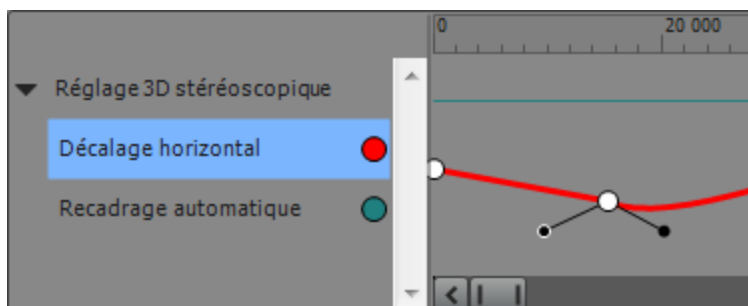 0 20 000
Réglage 3D stéréoscopique
Décalage horizontal
Recadrage automatique